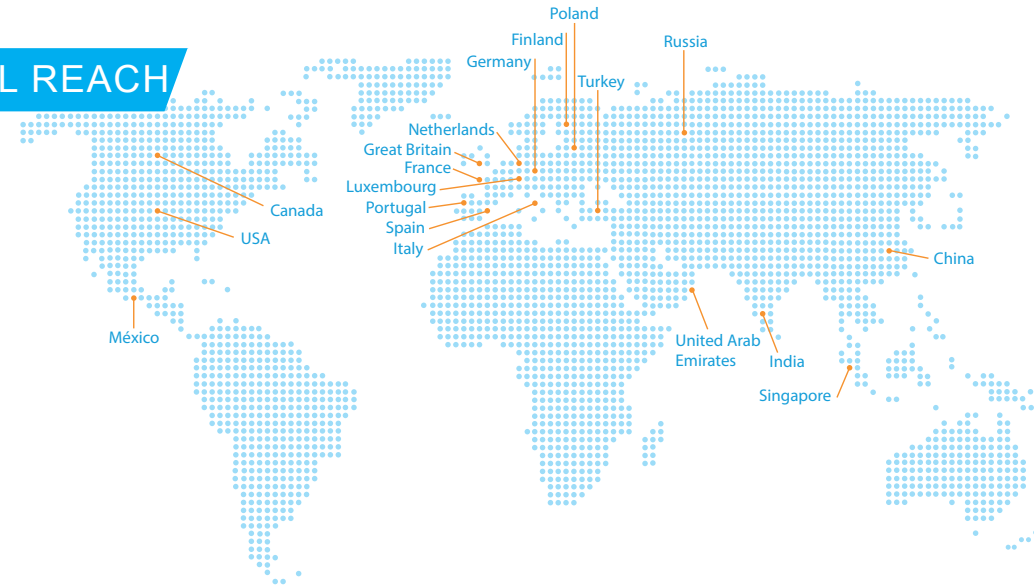 L REACH
Poland
Finland
Russia
Germany
Turkey
Netherlands
Great Britain
France
Luxembourg
Portugal
Spain
Italy
Canada
USA
China
México
United Arab
Emirates
India
Singapore